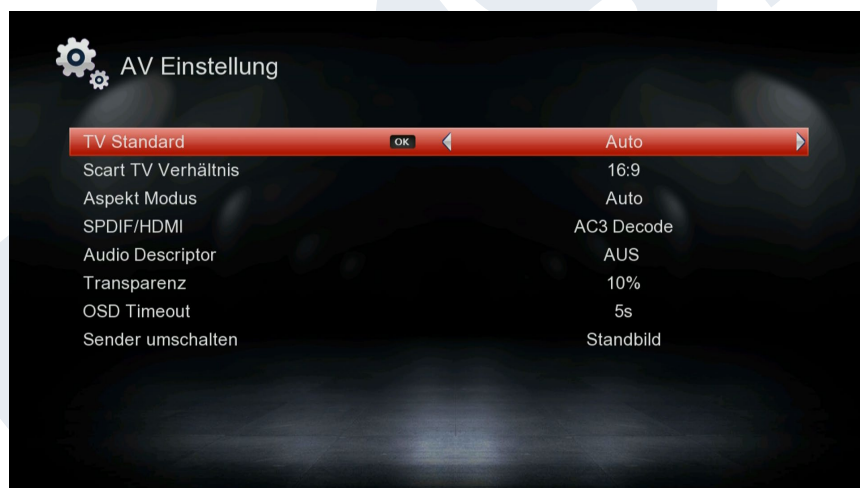 AV Einstellung
TV Standard OK Auto
Scart TV Verhältnis 16:9
Aspekt Modus Auto
SPDIF/HDMI AC3 Decode
Audio Descriptor AUS
Transparenz 10%
OSD Timeout 5s
Sender umschalten Standbild